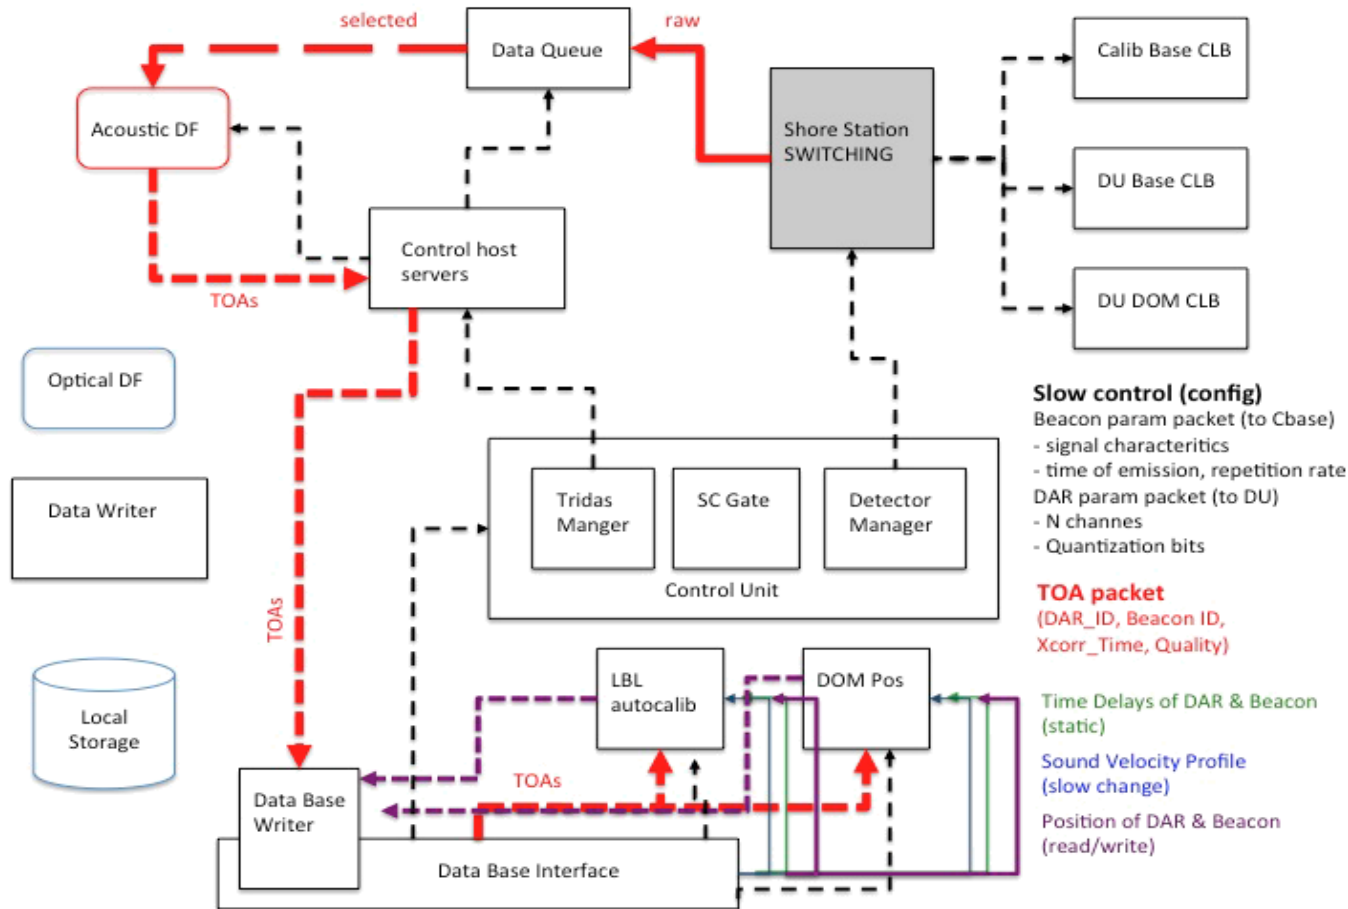 selected
raw
Data Queue
Calib Base CLB
Acoustic DF
Shore Station
SWITCHING
DU Base CLB
Control host
servers
TOAs
DU DOM CLB
Optical DF
Slow control (config)
Beacon param packet (to Cbase)
- signal characteritics
- time of emission, repetition rate
DAR param packet (to DU)
- N channes
- Quantization bits
Data Writer
Tridas
Manger
SC Gate
Detector
Manager
Control Unit
TOAs
TOA packet
(DAR_ID, Beacon ID,
Xcorr_Time, Quality)
LBL
autocalib
DOM Pos
Local
Storage
Time Delays of DAR & Beacon
(static)
Sound Velocity Profile
(slow change)
TOAs
Data Base
Writer
Position of DAR & Beacon
(read/write)
Data Base Interface